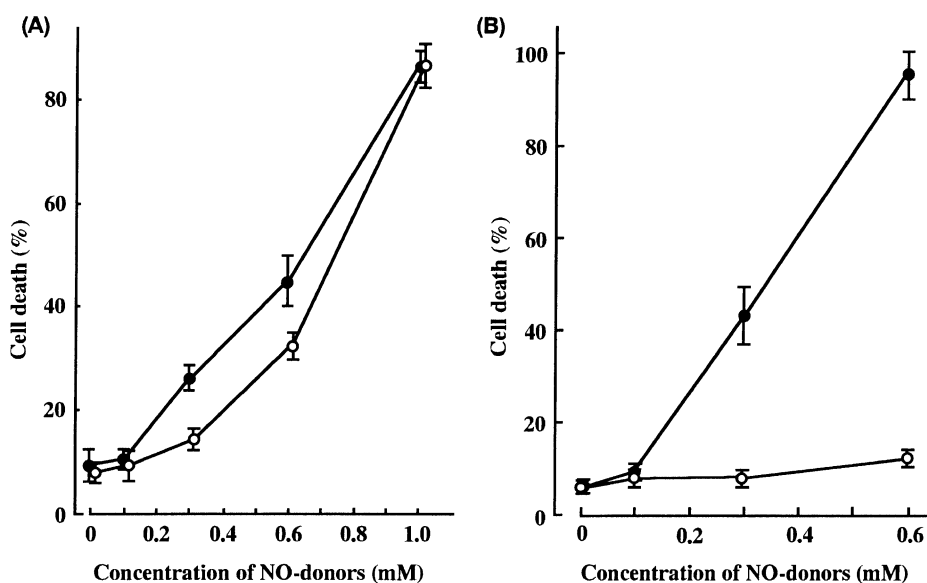 (A)
80
60
40
20
0
Cell death (%)
0 0.2 0.4 0.6 0.8 1.0
Concentration of NO-donors (mM)
(B)
100
80
60
40
20
0
Cell death (%)
0 0.2 0.4 0.6
Concentration of NO-donors (mM)